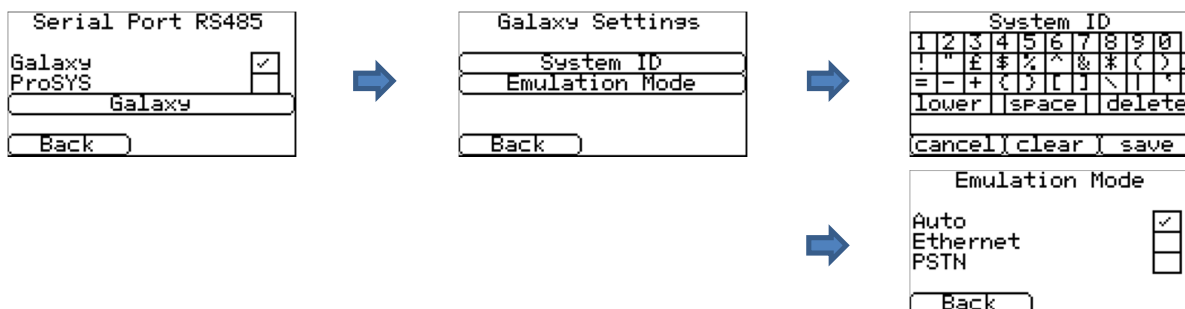 Serial Port RS485
Galaxy
ProSYS
Galaxy
Back
Galaxy Settings
System ID
Emulation Mode
Back
System ID
1 2 3 4 5 6 7 8 9 0
! " £ $ % ^ & * ( )
= - + { } [ ] \ |
lower space delete
cancel clear save
Emulation Mode
Auto
Ethernet
PSTN
Back